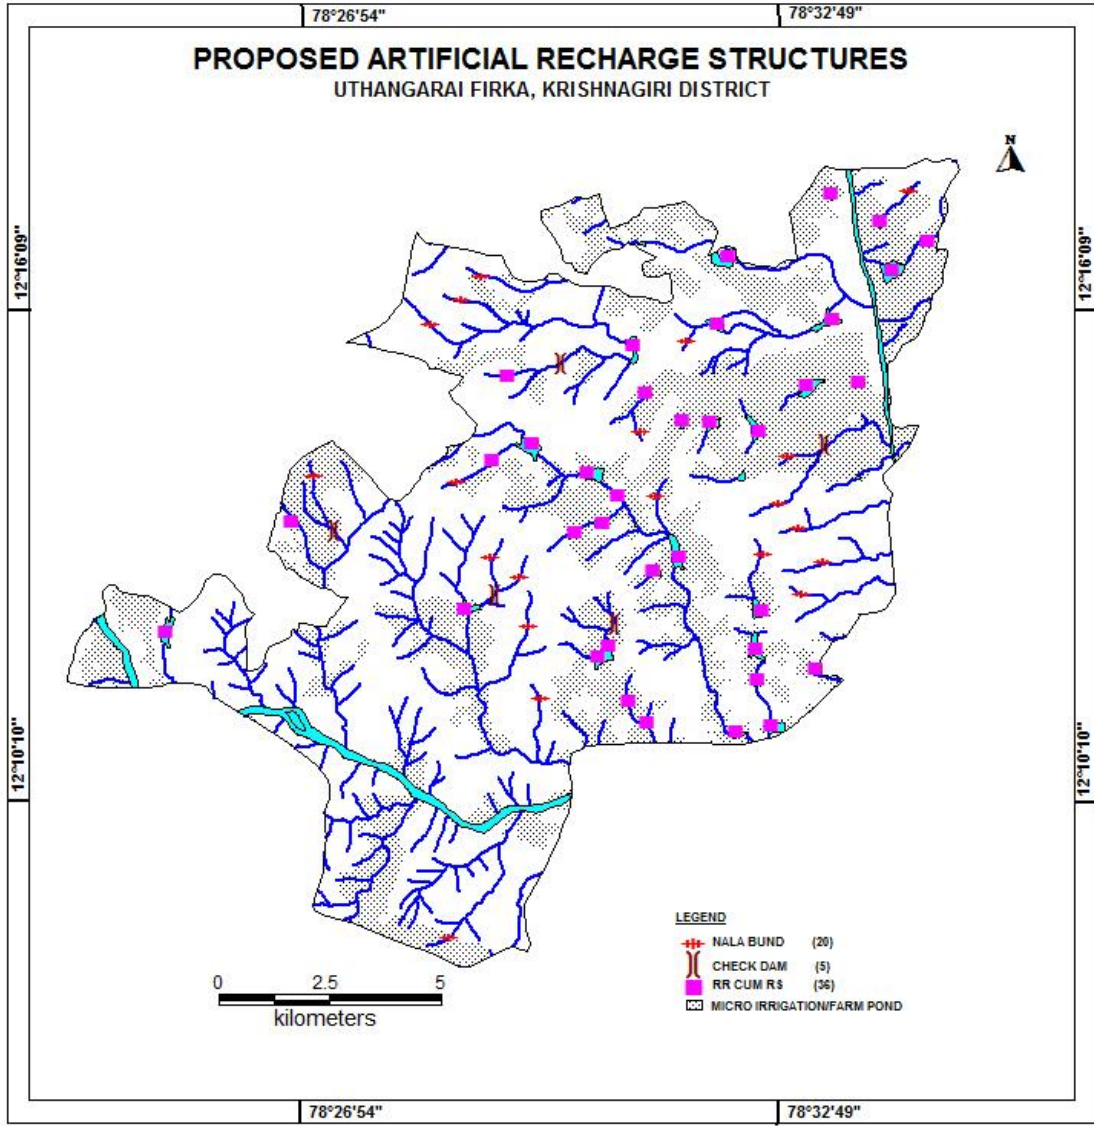 78°26'54" 78°32'49"
PROPOSED ARTIFICIAL RECHARGE STRUCTURES
UTHANGARAI FIRKA, KRISHNAGIRI DISTRICT
N
12°16'09" 12°16'09"
12°10'10" 12°10'10"
LEGEND
NALA BUND (20)
CHECK DAM (5)
RR CUM RS (36)
MICRO IRRIGATION/FARM POND
0 2.5 5
kilometers
78°26'54" 78°32'49"